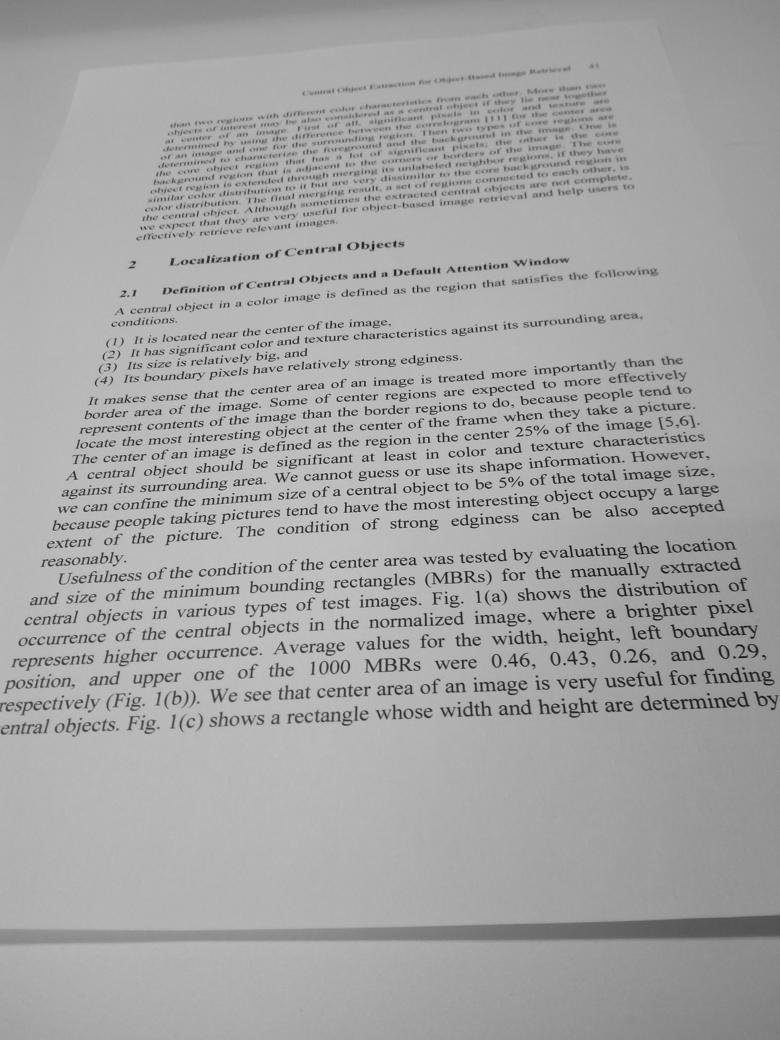 Central Object Extraction for Object-Based Image Retrieval 41
than two regions with different color characteristics from each other. More than two
objects of interest may be also considered as a central object if they lie near together
at center of an image. First of all, significant pixels in color and texture are
determined by using the difference between the correlogram [11] for the center area
of an image and one for the surrounding region. Then two types of core regions are
determined to characterize the foreground and the background in the image. One is
the core object region that has a lot of significant pixels; the other is the core
background region that is adjacent to the corners or borders of the image. The core
object region is extended through merging its unlabeled neighbor regions, if they have
similar color distribution to it but are very dissimilar to the core background region in
color distribution. The final merging result, a set of regions connected to each other, is
the central object. Although sometimes the extracted central objects are not complete,
we expect that they are very useful for object-based image retrieval and help users to
effectively retrieve relevant images.
2 Localization of Central Objects
2.1 Definition of Central Objects and a Default Attention Window
A central object in a color image is defined as the region that satisfies the following
conditions.
(1) It is located near the center of the image,
(2) It has significant color and texture characteristics against its surrounding area,
(3) Its size is relatively big, and
(4) Its boundary pixels have relatively strong edginess.
It makes sense that the center area of an image is treated more importantly than the
border area of the image. Some of center regions are expected to more effectively
represent contents of the image than the border regions to do, because people tend to
locate the most interesting object at the center of the frame when they take a picture.
The center of an image is defined as the region in the center 25% of the image [5,6].
A central object should be significant at least in color and texture characteristics
against its surrounding area. We cannot guess or use its shape information. However,
we can confine the minimum size of a central object to be 5% of the total image size,
because people taking pictures tend to have the most interesting object occupy a large
extent of the picture. The condition of strong edginess can be also accepted
reasonably.
Usefulness of the condition of the center area was tested by evaluating the location
and size of the minimum bounding rectangles (MBRs) for the manually extracted
central objects in various types of test images. Fig. 1(a) shows the distribution of
occurrence of the central objects in the normalized image, where a brighter pixel
represents higher occurrence. Average values for the width, height, left boundary
position, and upper one of the 1000 MBRs were 0.46, 0.43, 0.26, and 0.29,
respectively (Fig. 1(b)). We see that center area of an image is very useful for finding
entral objects. Fig. 1(c) shows a rectangle whose width and height are determined by